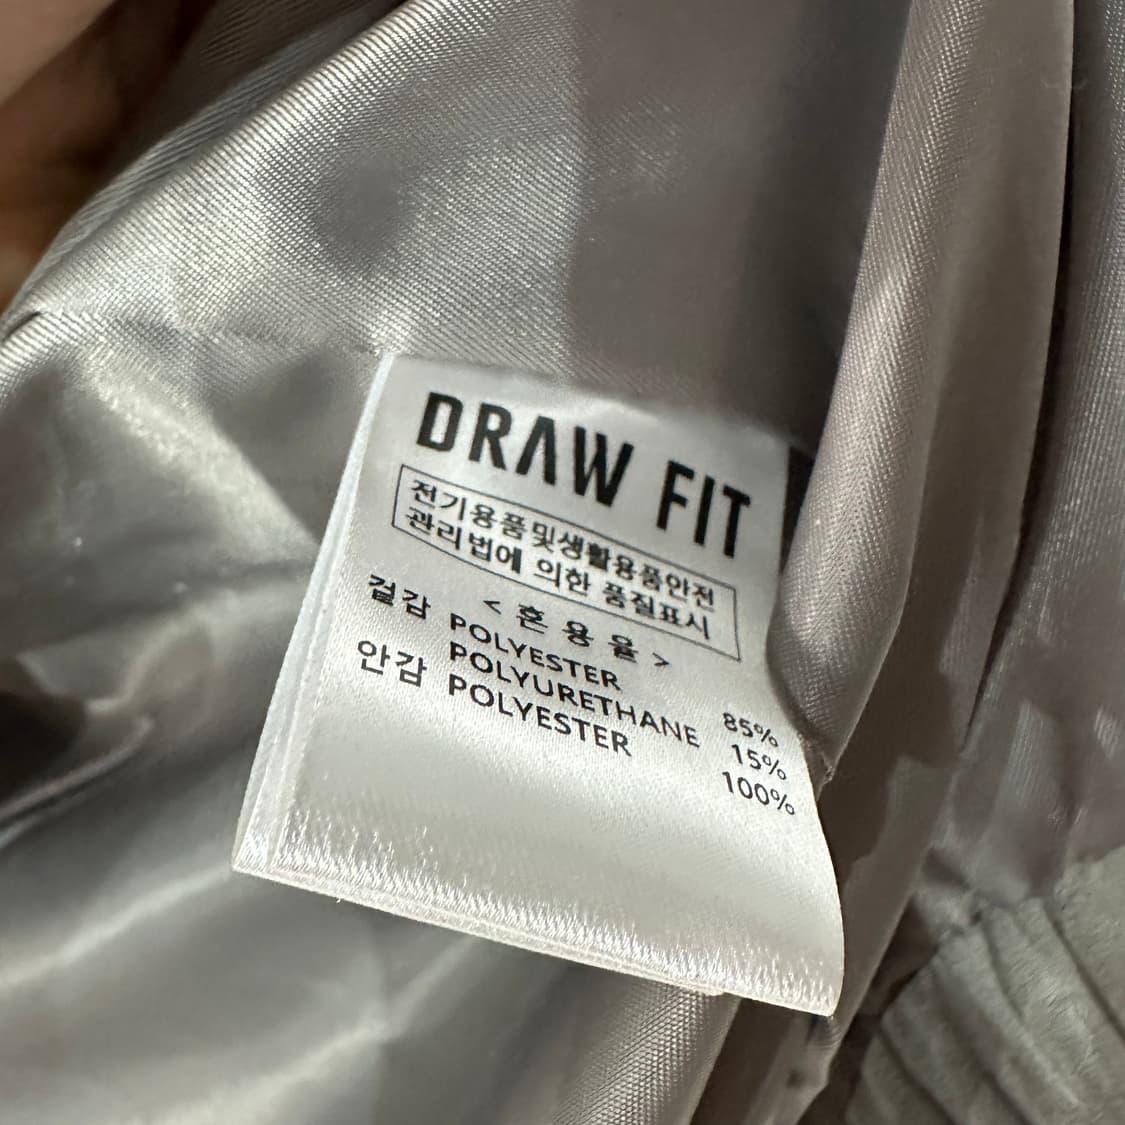 DRAW FIT
전기용품및생활용품안전
관리법에 의한 품질표시
<혼용율>
겉감 POLYESTER 85%
POLYURETHANE 15%
안감 POLYESTER 100%